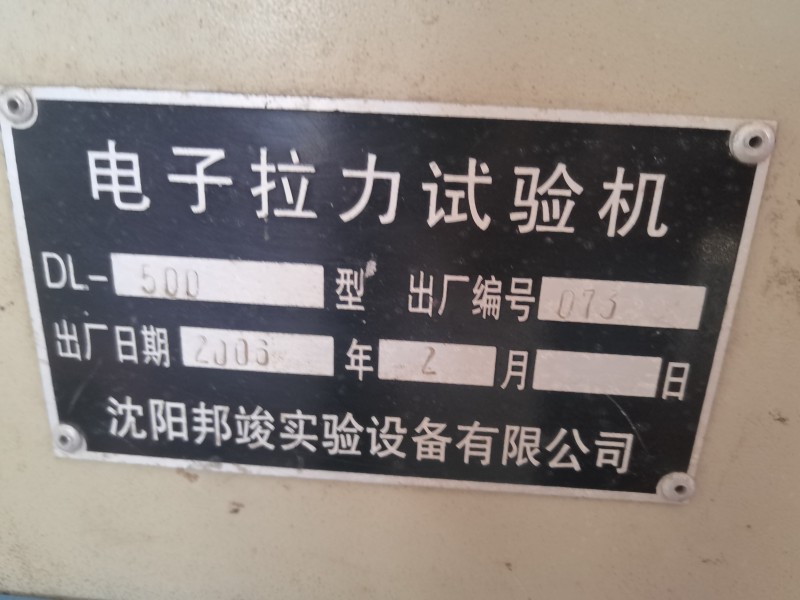 电子拉力试验机
DL-500型 出厂编号073
出厂日期2006年2月 日
沈阳邦竣实验设备有限公司